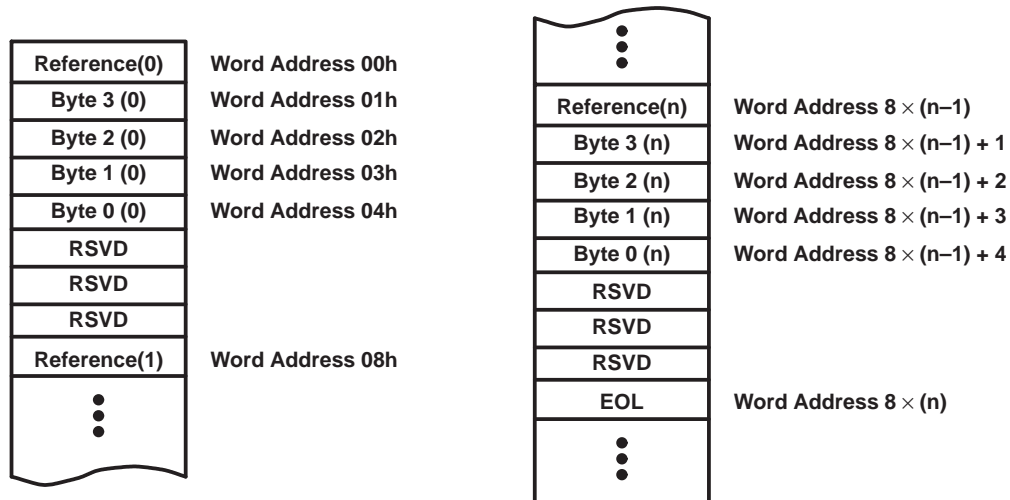 Reference(0) Word Address 00h
Byte 3 (0) Word Address 01h
Byte 2 (0) Word Address 02h
Byte 1 (0) Word Address 03h
Byte 0 (0) Word Address 04h
RSVD
RSVD
RSVD
Reference(1) Word Address 08h
Reference(n) Word Address 8 × (n–1)
Byte 3 (n) Word Address 8 × (n–1) + 1
Byte 2 (n) Word Address 8 × (n–1) + 2
Byte 1 (n) Word Address 8 × (n–1) + 3
Byte 0 (n) Word Address 8 × (n–1) + 4
RSVD
RSVD
RSVD
EOL Word Address 8 × (n)